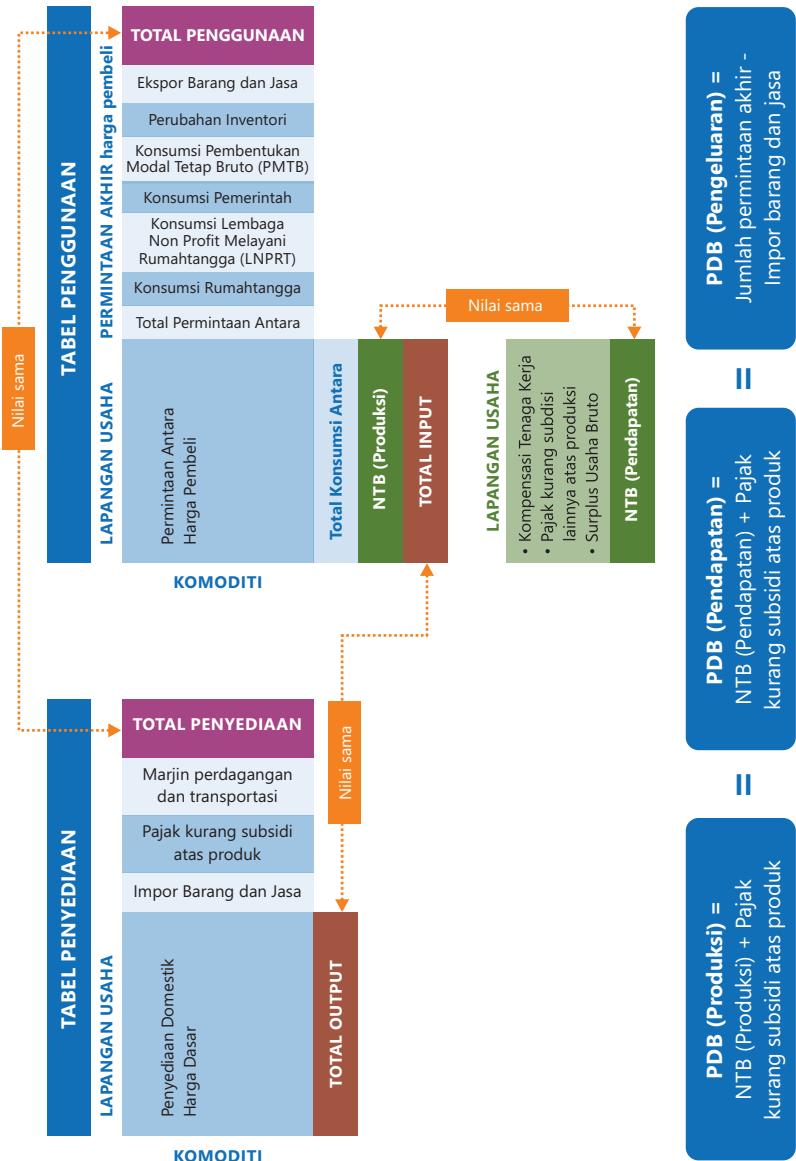 TABEL PENGGUNAAN
PERMINTAAN AKHIR harga pembeli
LAPANGAN USAHA
TOTAL PENGGUNAAN
Ekspor Barang dan Jasa
Perubahan Inventori
Konsumsi Pembentukan
Modal Tetap Bruto (PMTB)
Konsumsi Pemerintah
Konsumsi Lembaga
Non Profit Melayani
Rumahtangga (LNPRT)
Konsumsi Rumahtangga
Total Permintaan Antara
Permintaan Antara
Harga Pembeli
Total Konsumsi Antara
NTB (Produksi)
TOTAL INPUT
KOMODITI
Nilai sama
Nilai sama
LAPANGAN USAHA
• Kompensasi Tenaga Kerja
• Pajak kurang subdisi
lainnya atas produksi
• Surplus Usaha Bruto
NTB (Pendapatan)
TABEL PENYEDIAAN
LAPANGAN USAHA
TOTAL PENYEDIAAN
Marjin perdagangan
dan transportasi
Pajak kurang subsidi
atas produk
Impor Barang dan Jasa
Penyediaan Domestik
Harga Dasar
TOTAL OUTPUT
KOMODITI
Nilai sama
PDB (Pengeluaran) =
Jumlah permintaan akhir -
Impor barang dan jasa
=
PDB (Pendapatan) =
NTB (Pendapatan) + Pajak
kurang subsidi atas produk
=
PDB (Produksi) =
NTB (Produksi) + Pajak
kurang subsidi atas produk